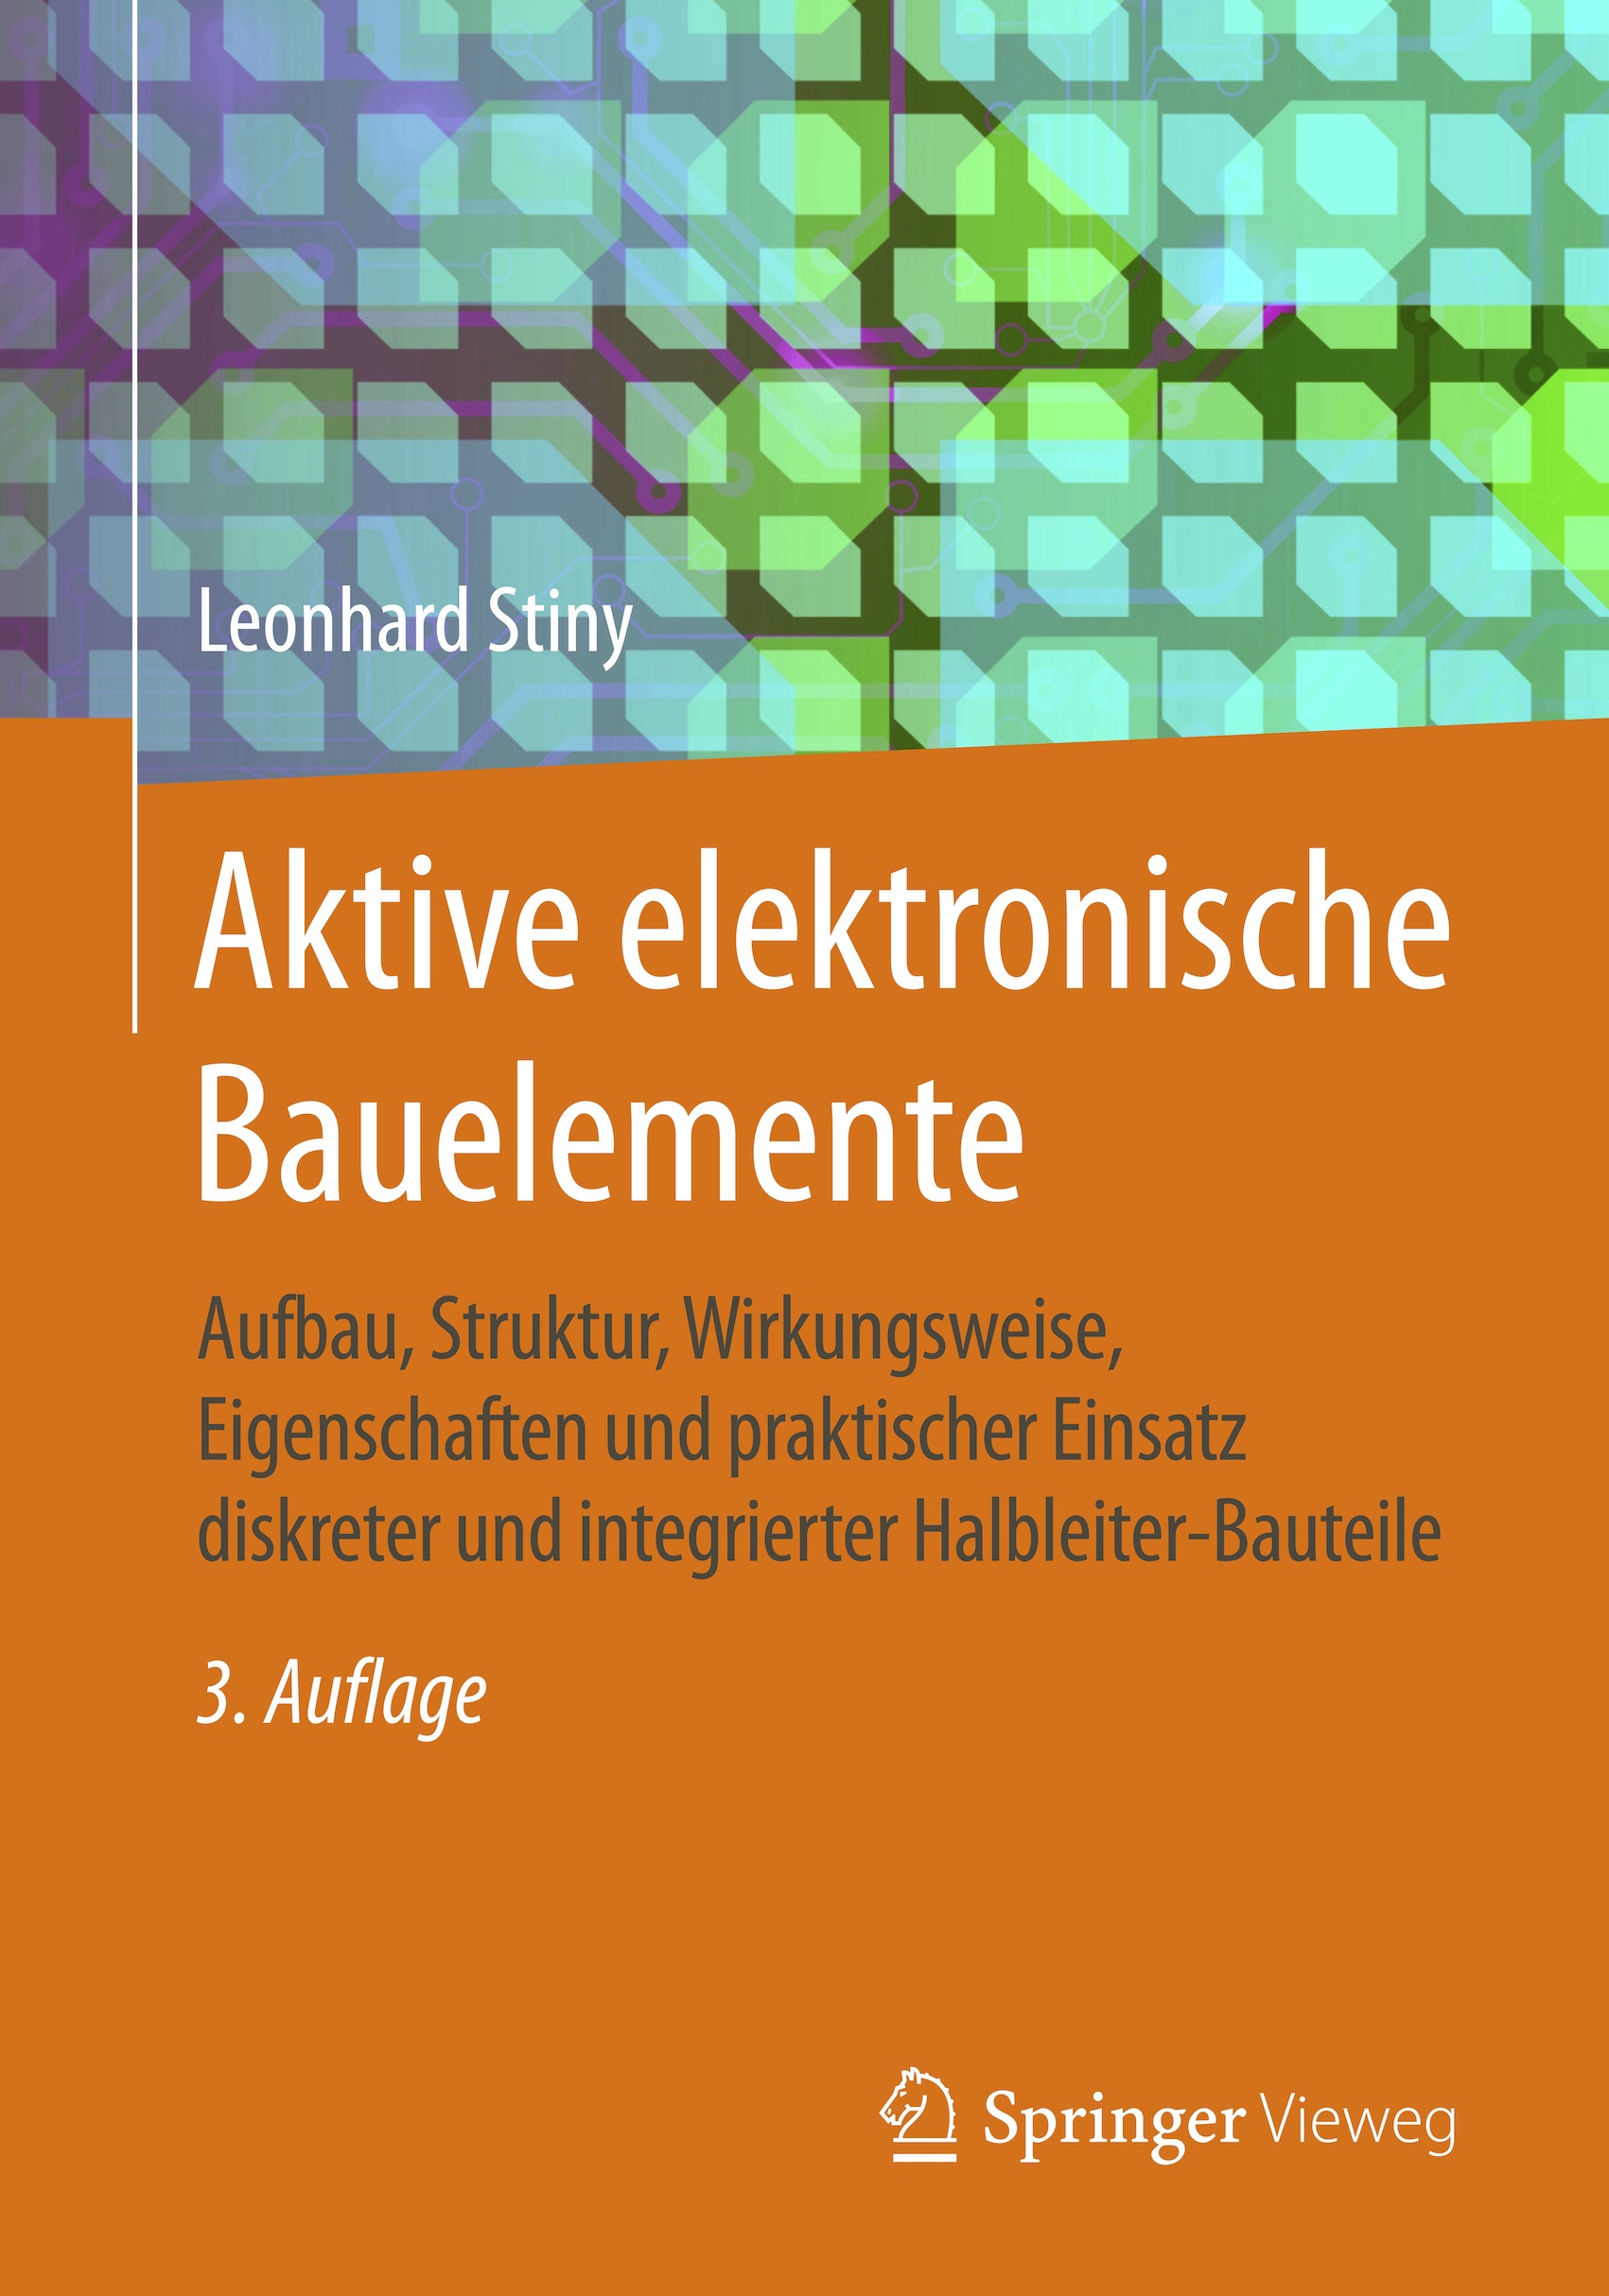 Leonhard Stiny
Aktive elektronische
Bauelemente
Aufbau, Struktur, Wirkungsweise,
Eigenschaften und praktischer Einsatz
diskreter und integrierter Halbleiter-Bauteile
3. Auflage
Springer Vieweg